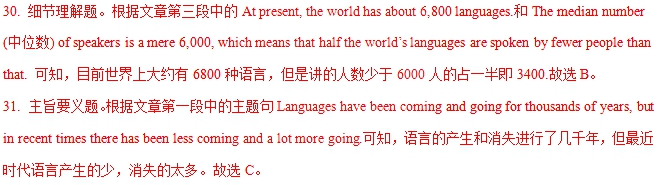 30. 细节理解题。根据文章第三段中的 At present, the world has about 6,800 languages.和 The median number
(中位数) of speakers is a mere 6,000, which means that half the world's languages are spoken by fewer people than
that. 可知，目前世界上大约有 6800 种语言，但是讲的人数少于 6000 人的占一半即 3400.故选 B。
31. 主旨要义题。根据文章第一段中的主题句 Languages have been coming and going for thousands of years, but
in recent times there has been less coming and a lot more going.可知，语言的产生和消失进行了几千年，但最近
时代语言产生的少，消失的太多。故选 C。